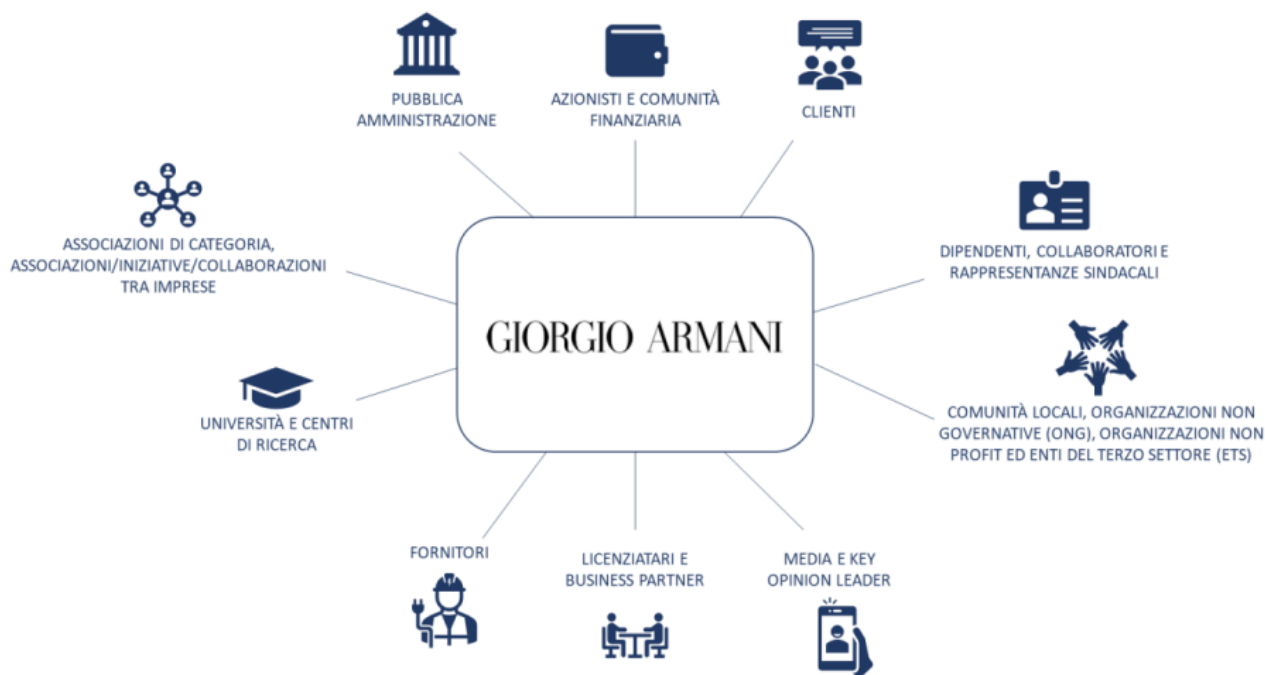 PUBBLICA
AMMINISTRAZIONE
AZIONISTI E COMUNITÀ
FINANZIARIA
CLIENTI
ASSOCIAZIONI DI CATEGORIA,
ASSOCIAZIONI/INIZIATIVE/COLLABORAZIONI
TRA IMPRESE
DIPENDENTI, COLLABORATORI E
RAPPRESENTANZE SINDACALI
GIORGIO ARMANI
UNIVERSITÀ E CENTRI
DI RICERCA
COMUNITÀ LOCALI, ORGANIZZAZIONI NON
GOVERNATIVE (ONG), ORGANIZZAZIONI NON
PROFIT ED ENTI DEL TERZO SETTORE (ETS)
FORNITORI
LICENZIATARI E
BUSINESS PARTNER
MEDIA E KEY
OPINION LEADER